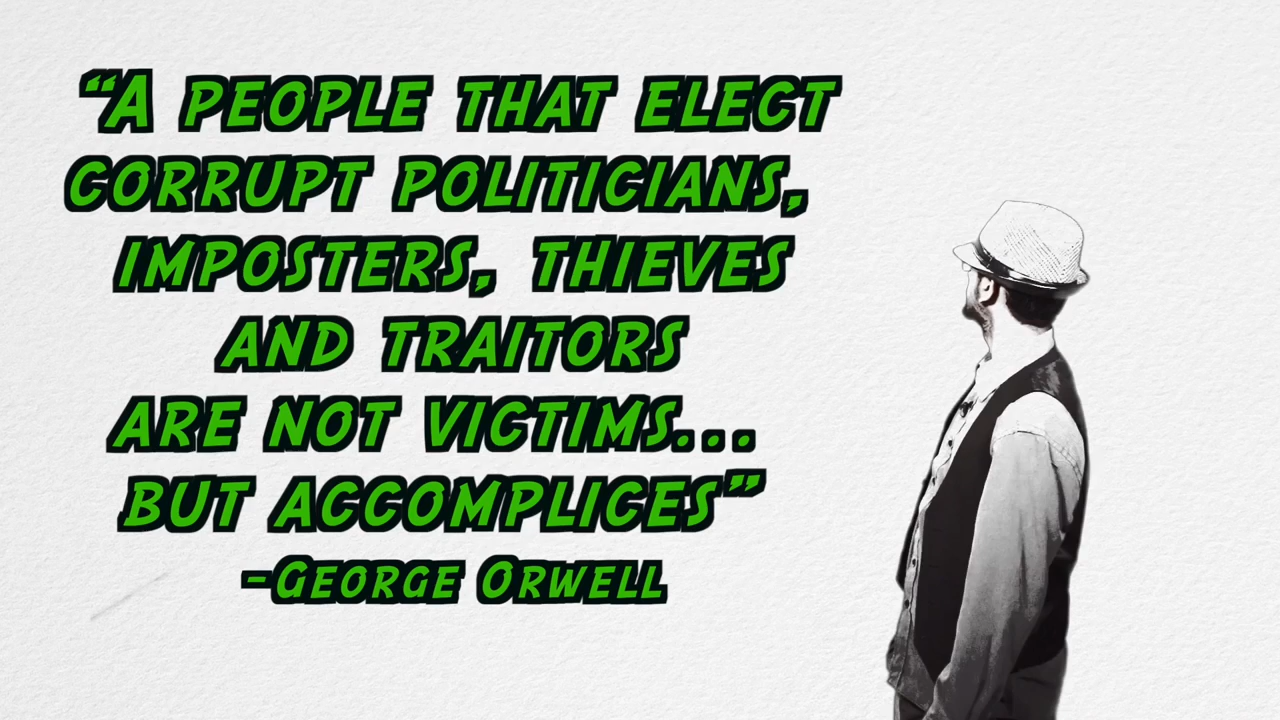 “A PEOPLE THAT ELECT
CORRUPT POLITICIANS,
IMPOSTERS, THIEVES
AND TRAITORS
ARE NOT VICTIMS...
BUT ACCOMPLICES”
-GEORGE ORWELL